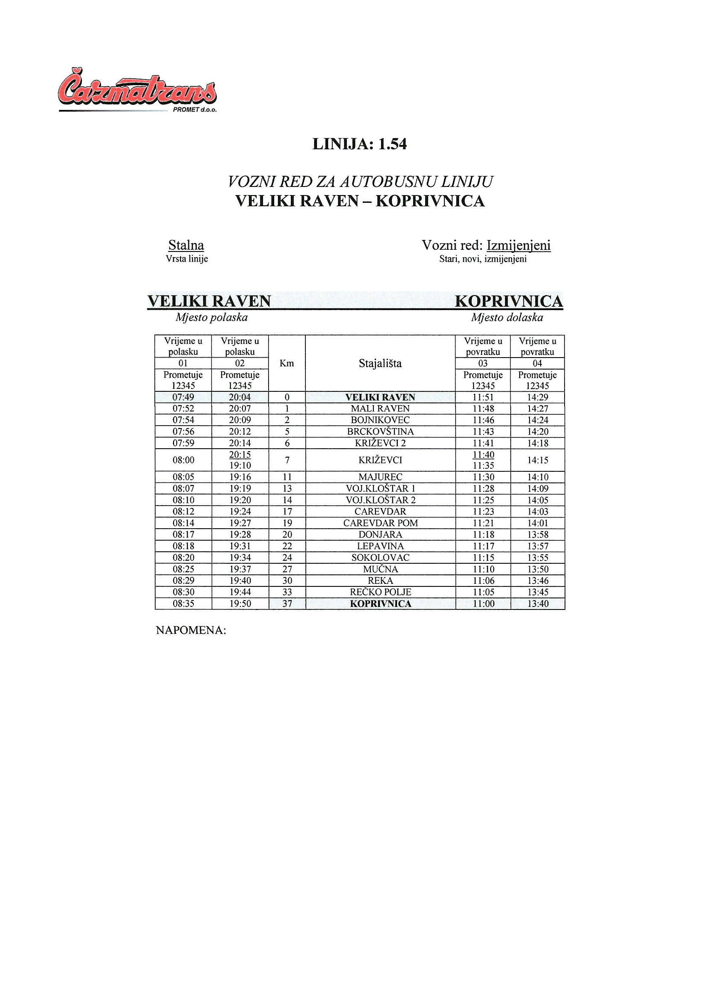 Čazmatrans
PROMET d.o.o.
LINIJA: 1.54
VOZNI RED ZA AUTOBUSNU LINIJU
VELIKI RAVEN – KOPRIVNICA
Stalna Vozni red: Izmijenjeni
Vrsta linije Stari, novi, izmijenjeni
VELIKI RAVEN KOPRIVNICA
Mjesto polaska Mjesto dolaska
Vrijeme u polasku Vrijeme u polasku Km Stajališta Vrijeme u povratku Vrijeme u povratku
01 02 03 04
Prometuje 12345 Prometuje 12345 Prometuje 12345 Prometuje 12345
07:49 20:04 0 VELIKI RAVEN 11:51 14:29
07:52 20:07 1 MALI RAVEN 11:48 14:27
07:54 20:09 2 BOJNIKOVEC 11:46 14:24
07:56 20:12 5 BRCKOVŠTINA 11:43 14:20
07:59 20:14 6 KRIŽEVCI 2 11:41 14:18
08:00 20:15 19:10 7 KRIŽEVCI 11:40 11:35 14:15
08:05 19:16 11 MAJUREC 11:30 14:10
08:07 19:19 13 VOJ.KLOŠTAR 1 11:28 14:09
08:10 19:20 14 VOJ.KLOŠTAR 2 11:25 14:05
08:12 19:24 17 CAREVDAR 11:23 14:03
08:14 19:27 19 CAREVDAR POM 11:21 14:01
08:17 19:28 20 DONJARA 11:18 13:58
08:18 19:31 22 LEPAVINA 11:17 13:57
08:20 19:34 24 SOKOLOVAC 11:15 13:55
08:25 19:37 27 MUČNA 11:10 13:50
08:29 19:40 30 REKA 11:06 13:46
08:30 19:44 33 REČKO POLJE 11:05 13:45
08:35 19:50 37 KOPRIVNICA 11:00 13:40
NAPOMENA: